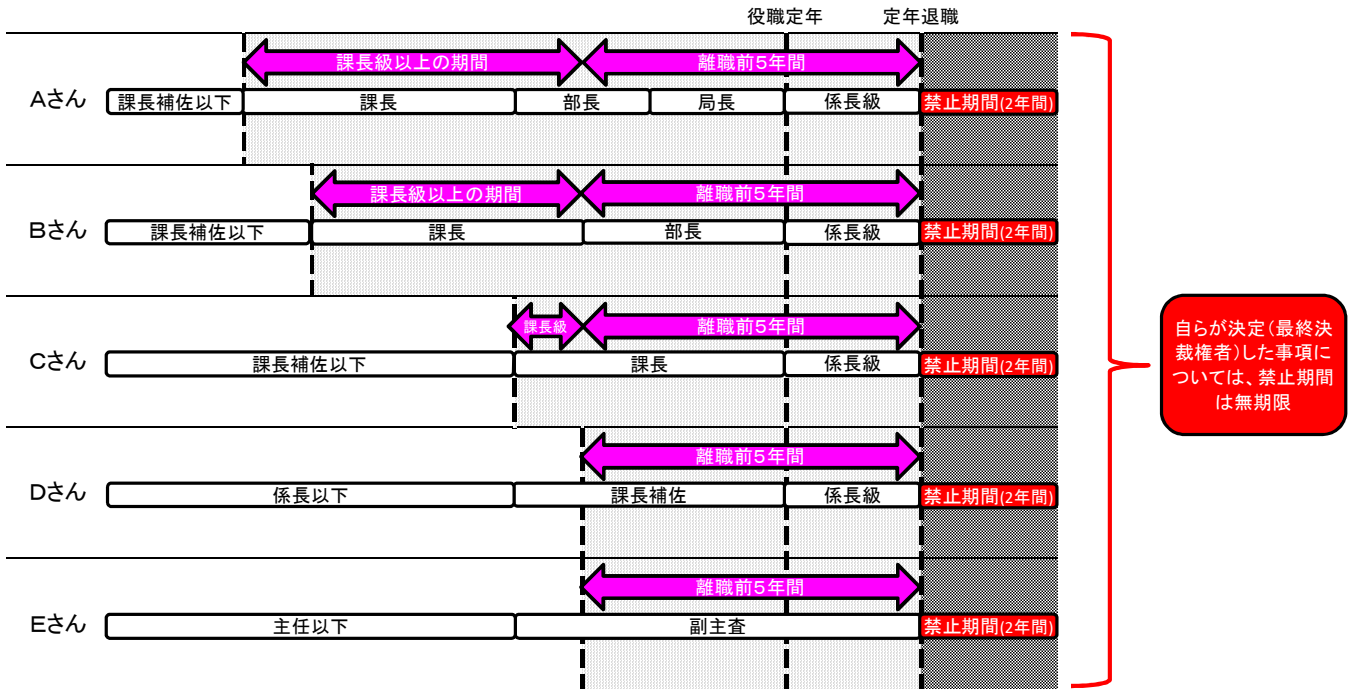 役職定年 定年退職
課長級以上の期間 離職前5年間
Aさん 課長補佐以下 課長 部長 局長 係長級 禁止期間(2年間)
課長級以上の期間 離職前5年間
Bさん 課長補佐以下 課長 部長 係長級 禁止期間(2年間)
課長級 離職前5年間
Cさん 課長補佐以下 課長 係長級 禁止期間(2年間)
離職前5年間
Dさん 係長以下 課長補佐 係長級 禁止期間(2年間)
離職前5年間
Eさん 主任以下 副主査 禁止期間(2年間)
自らが決定(最終決
裁権者)した事項に
ついては、禁止期間
は無期限